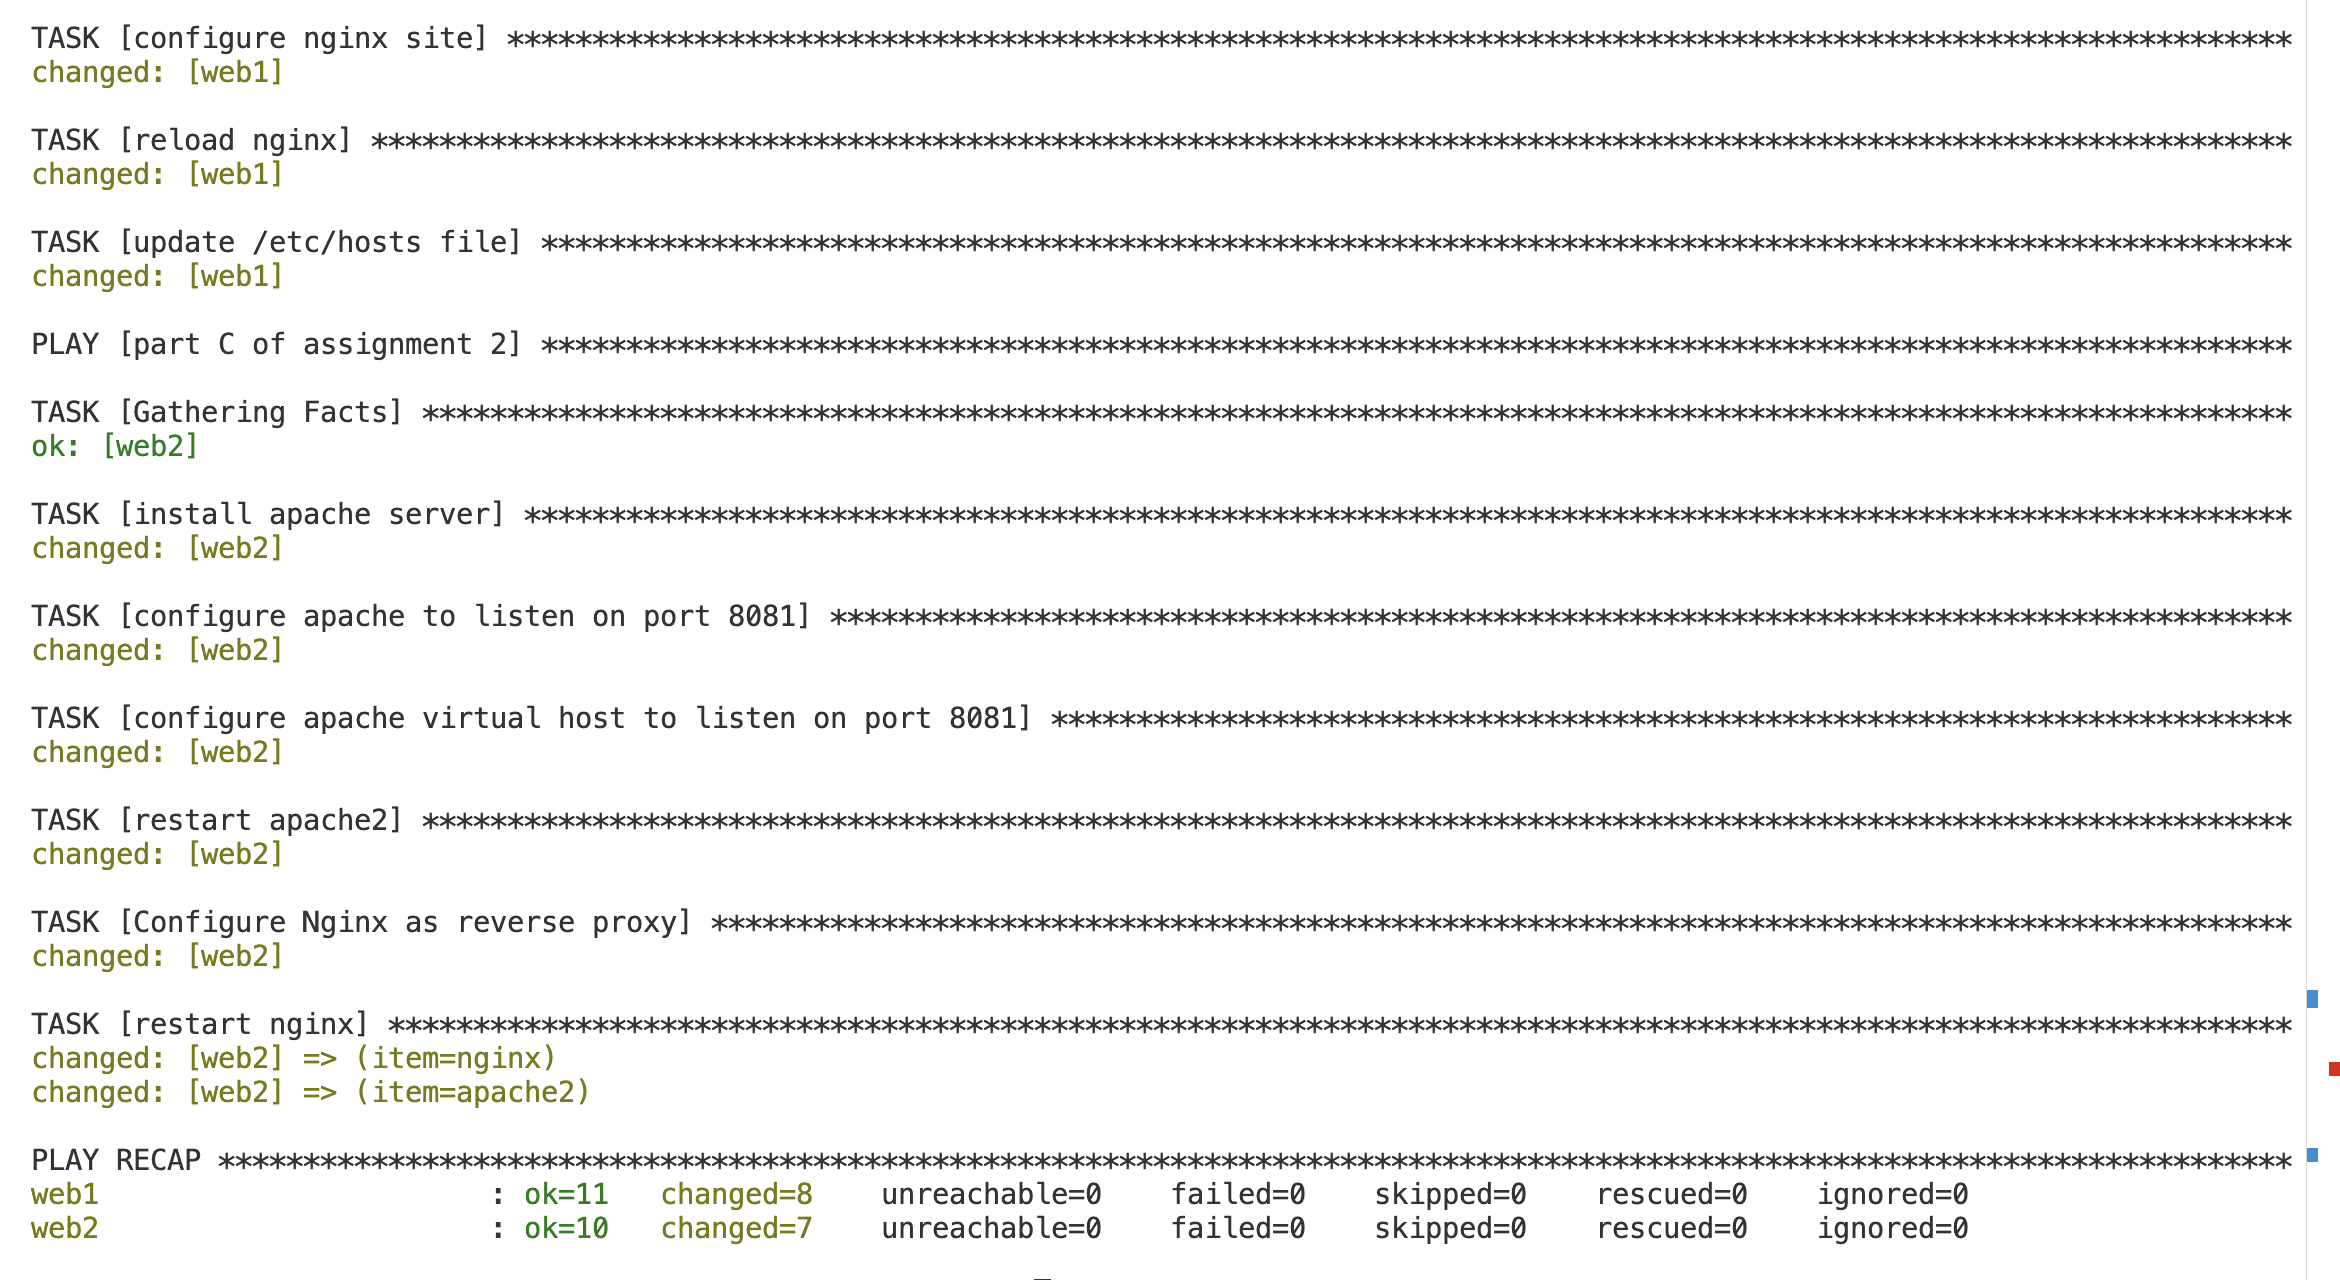 TASK [configure nginx site] *********************************************************************************************************
changed: [web1]

TASK [reload nginx] *****************************************************************************************************************
changed: [web1]

TASK [update /etc/hosts file] *******************************************************************************************************
changed: [web1]

PLAY [part C of assignment 2] *******************************************************************************************************

TASK [Gathering Facts] **************************************************************************************************************
ok: [web2]

TASK [install apache server] ********************************************************************************************************
changed: [web2]

TASK [configure apache to listen on port 8081] **************************************************************************************
changed: [web2]

TASK [configure apache virtual host to listen on port 8081] *************************************************************************
changed: [web2]

TASK [restart apache2] **************************************************************************************************************
changed: [web2]

TASK [Configure Nginx as reverse proxy] *********************************************************************************************
changed: [web2]

TASK [restart nginx] ****************************************************************************************************************
changed: [web2] => (item=nginx)
changed: [web2] => (item=apache2)

PLAY RECAP **************************************************************************************************************************
web1                       : ok=11   changed=8    unreachable=0    failed=0    skipped=0    rescued=0    ignored=0
web2                       : ok=10   changed=7    unreachable=0    failed=0    skipped=0    rescued=0    ignored=0